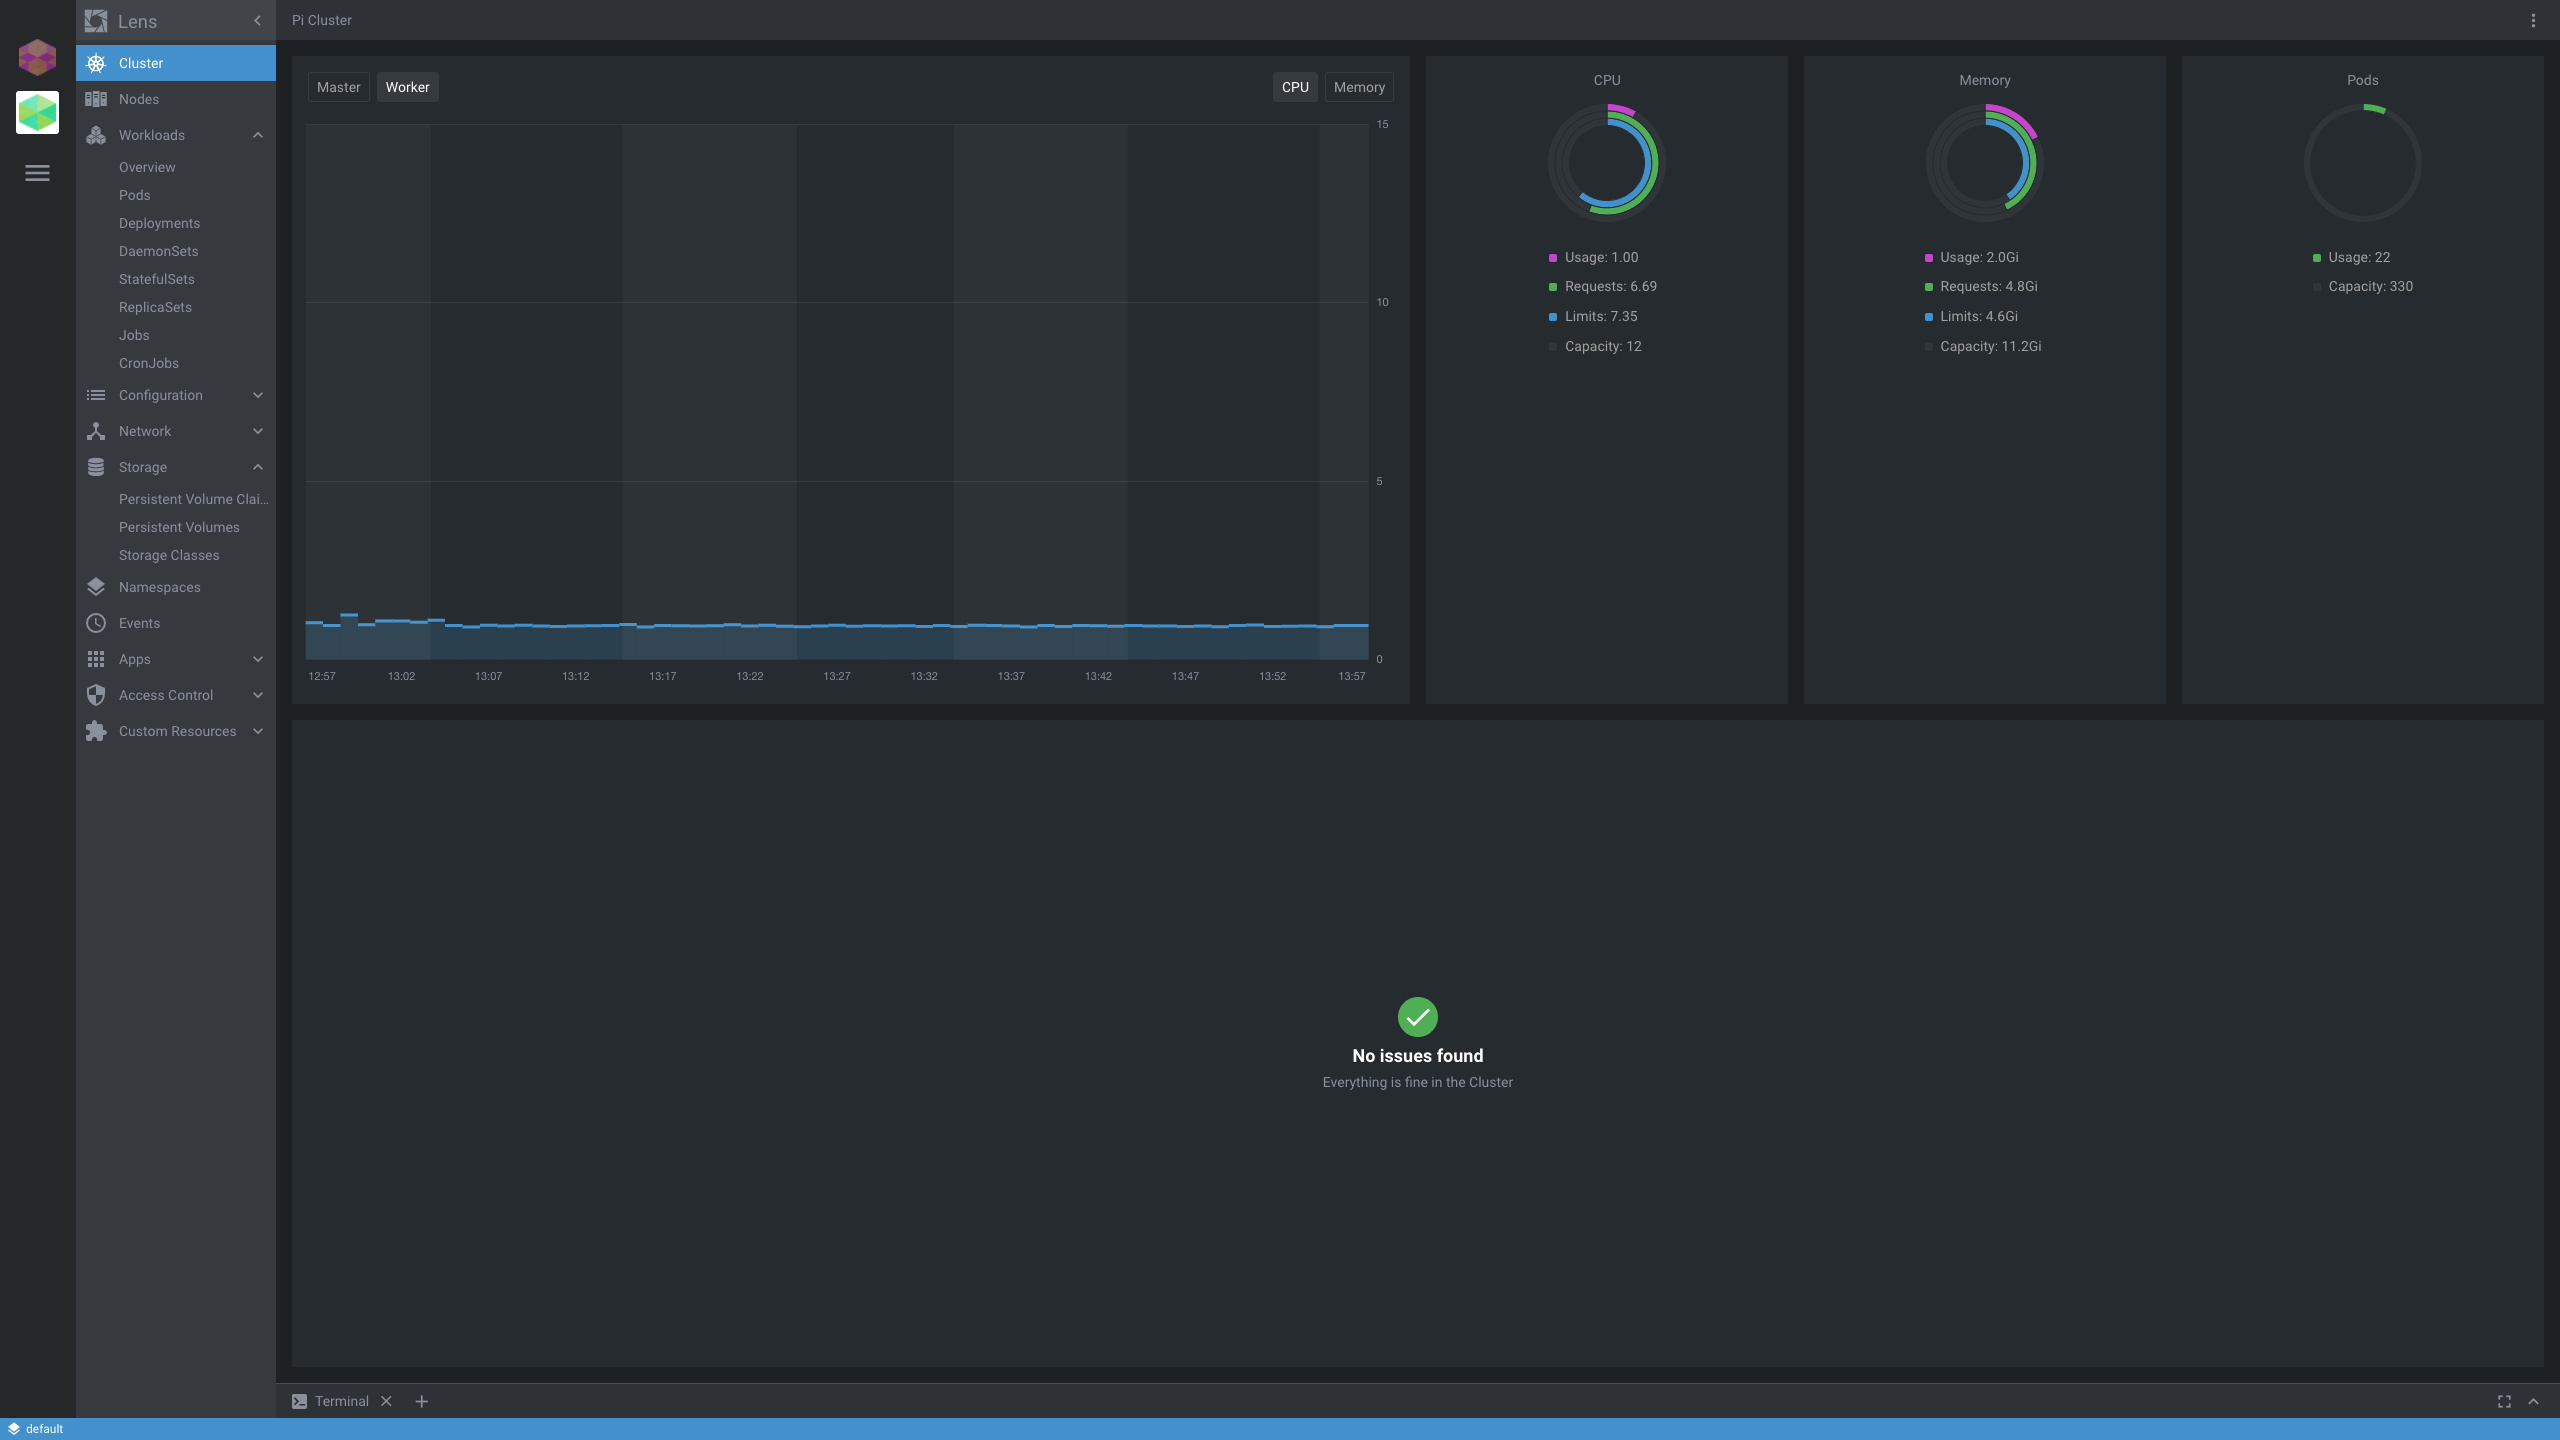 Lens
Pi Cluster
Cluster
Nodes
Workloads
Overview
Pods
Deployments
DaemonSets
StatefulSets
ReplicaSets
Jobs
CronJobs
Configuration
Network
Storage
Persistent Volume Clai...
Persistent Volumes
Storage Classes
Namespaces
Events
Apps
Access Control
Custom Resources
Master Worker CPU Memory
15
10
5
0
12:57 13:02 13:07 13:12 13:17 13:22 13:27 13:32 13:37 13:42 13:47 13:52 13:57
CPU
Usage: 1.00
Requests: 6.69
Limits: 7.35
Capacity: 12
Memory
Usage: 2.0Gi
Requests: 4.8Gi
Limits: 4.6Gi
Capacity: 11.2Gi
Pods
Usage: 22
Capacity: 330
No issues found
Everything is fine in the Cluster
Terminal
default